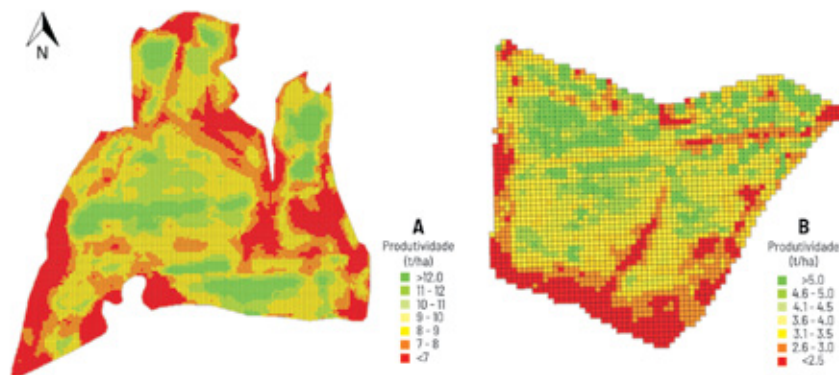 N
A
Produtividade
(t/ha)
>12.0
11 - 12
10 - 11
9 - 10
8 - 9
7 - 8
<7
B
Produtividade
(t/ha)
>5.0
4.6 - 5.0
4.1 - 4.5
3.6 - 4.0
3.1 - 3.5
2.6 - 3.0
<2.5